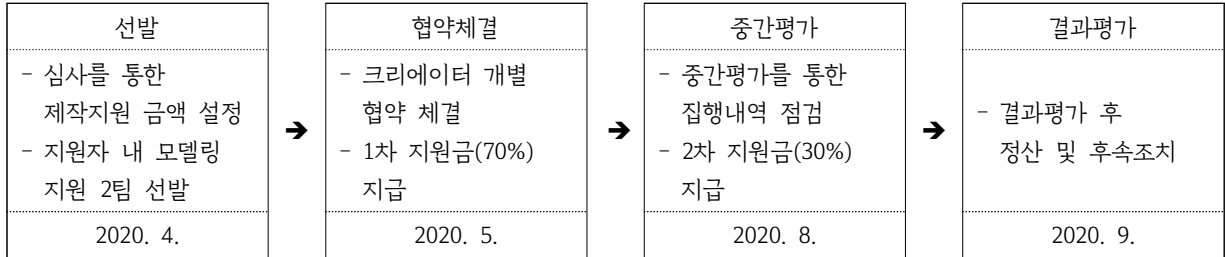 선발
- 심사를 통한
제작지원 금액 설정
- 지원자 내 모델링
지원 2팀 선발
2020. 4.
➔
협약체결
- 크리에이터 개별
협약 체결
- 1차 지원금(70%)
지급
2020. 5.
➔
중간평가
- 중간평가를 통한
집행내역 점검
- 2차 지원금(30%)
지급
2020. 8.
➔
결과평가
- 결과평가 후
정산 및 후속조치
2020. 9.